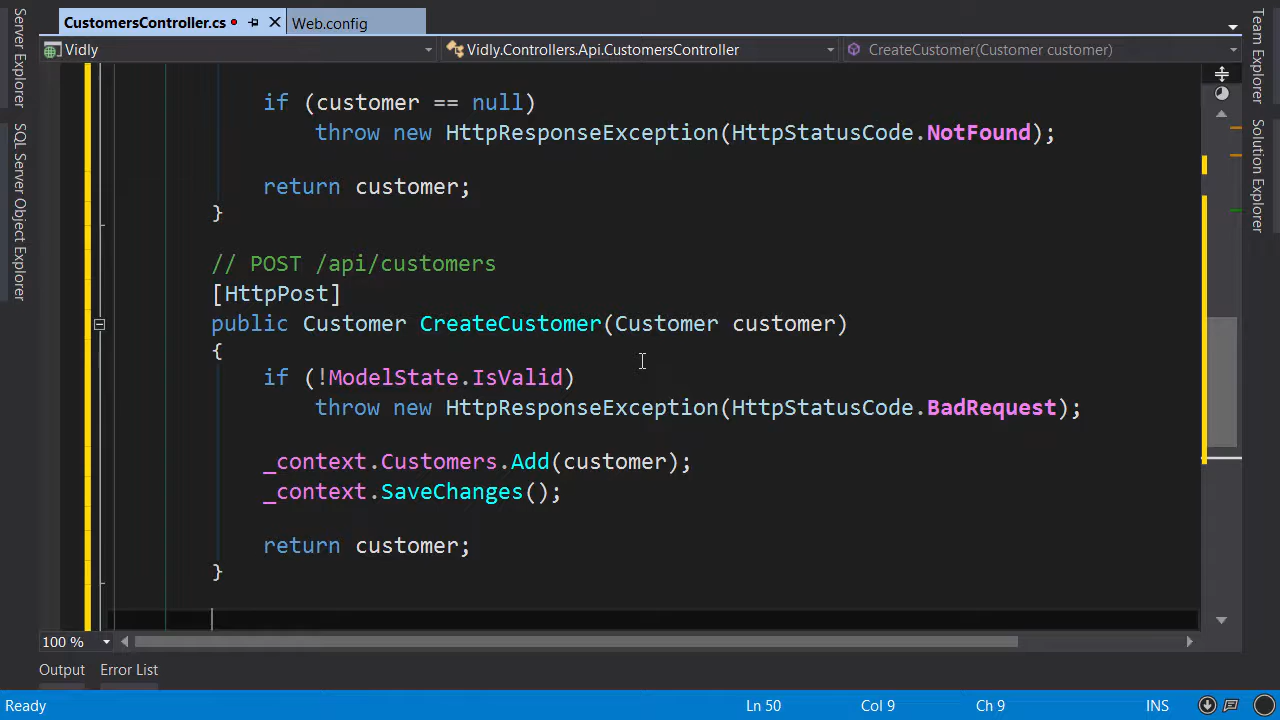 CustomersController.cs
Web.config
Vidly
Vidly.Controllers.Api.CustomersController
CreateCustomer(Customer customer)
Server Explorer
SQL Server Object Explorer
Team Explorer
Solution Explorer
if (customer == null)
throw new HttpResponseException(HttpStatusCode.NotFound);
return customer;
}
// POST /api/customers
[HttpPost]
public Customer CreateCustomer(Customer customer)
{
if (!ModelState.IsValid)
throw new HttpResponseException(HttpStatusCode.BadRequest);
_context.Customers.Add(customer);
_context.SaveChanges();
return customer;
}
100 %
Output
Error List
Ready
Ln 50
Col 9
Ch 9
INS